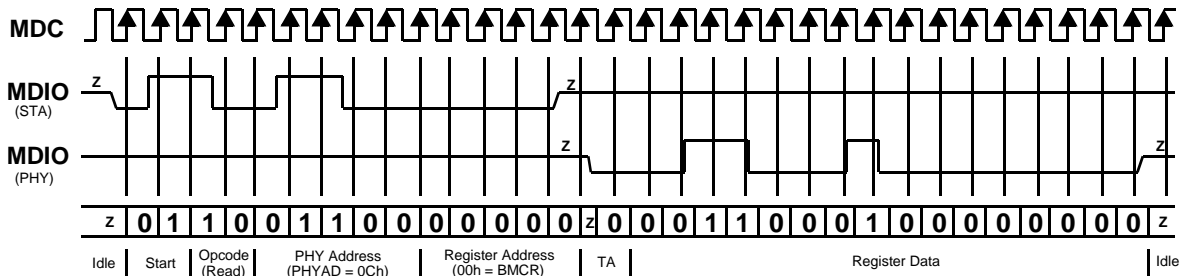 MDC
z
MDIO
(STA)
z
z
MDIO
(PHY)
z
z 0 1 1 0 0 1 1 0 0 0 0 0 0 0 z 0 0 0 1 1 0 0 0 1 0 0 0 0 0 0 0 0 z
Idle Start Opcode (Read) PHY Address (PHYAD = 0Ch) Register Address (00h = BMCR) TA Register Data Idle